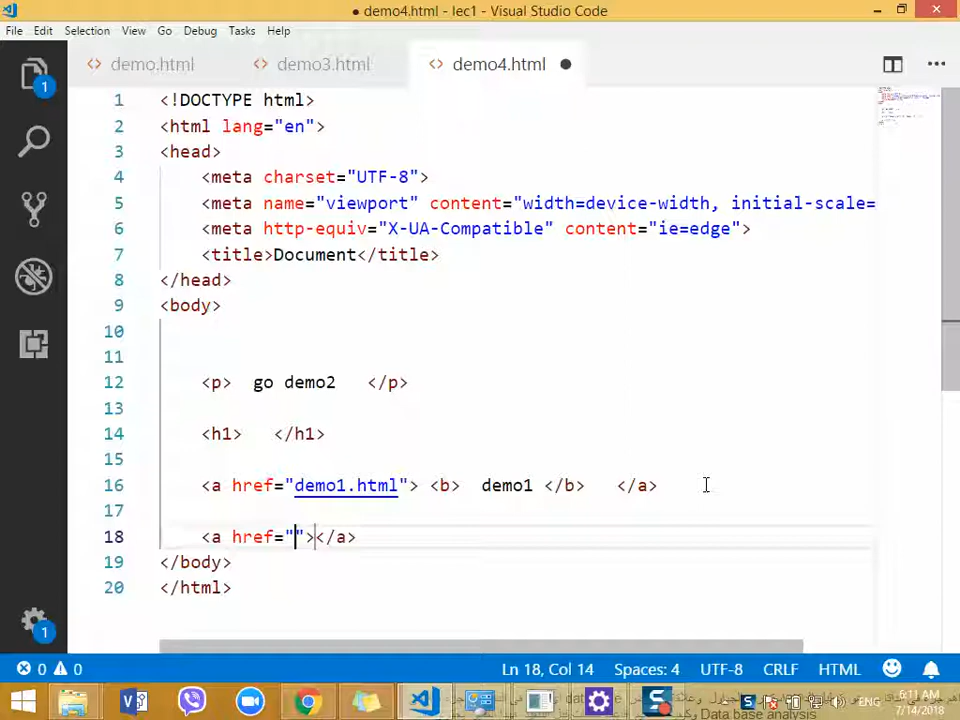 demo4.html - lec1 - Visual Studio Code
File Edit Selection View Go Debug Tasks Help
demo.html demo3.html demo4.html
1 <!DOCTYPE html>
2 <html lang="en">
3 <head>
4 <meta charset="UTF-8">
5 <meta name="viewport" content="width=device-width, initial-scale=
6 <meta http-equiv="X-UA-Compatible" content="ie=edge">
7 <title>Document</title>
8 </head>
9 <body>
10
11
12 <p> go demo2 </p>
13
14 <h1> </h1>
15
16 <a href="demo1.html"> <b> demo1 </b> </a>
17
18 <a href=""></a>
19 </body>
20 </html>
1
1
0 0 Ln 18, Col 14 Spaces: 4 UTF-8 CRLF HTML
ENG 6:11 AM
7/14/2018
Data base analysis